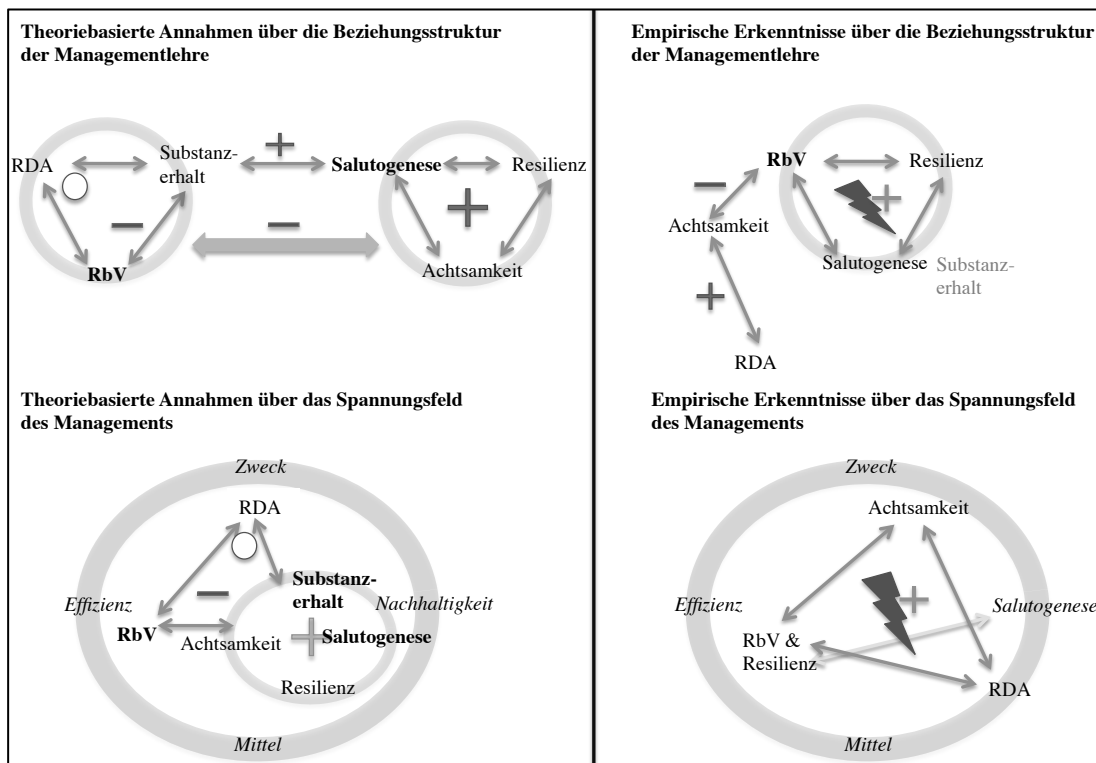 Theoriebasierte Annahmen über die Beziehungsstruktur
der Managementlehre
RDA
Substanz-
erhalt
Salutogenese
Resilienz
RbV
Achtsamkeit
Empirische Erkenntnisse über die Beziehungsstruktur
der Managementlehre
RbV
Resilienz
Achtsamkeit
Salutogenese
Substanz-
erhalt
RDA
Theoriebasierte Annahmen über das Spannungsfeld
des Managements
Zweck
RDA
Substanz-
erhalt
Effizienz
Nachhaltigkeit
RbV
Achtsamkeit
Salutogenese
Resilienz
Mittel
Empirische Erkenntnisse über das Spannungsfeld
des Managements
Zweck
Achtsamkeit
Effizienz
Salutogenese
RbV &
Resilienz
RDA
Mittel